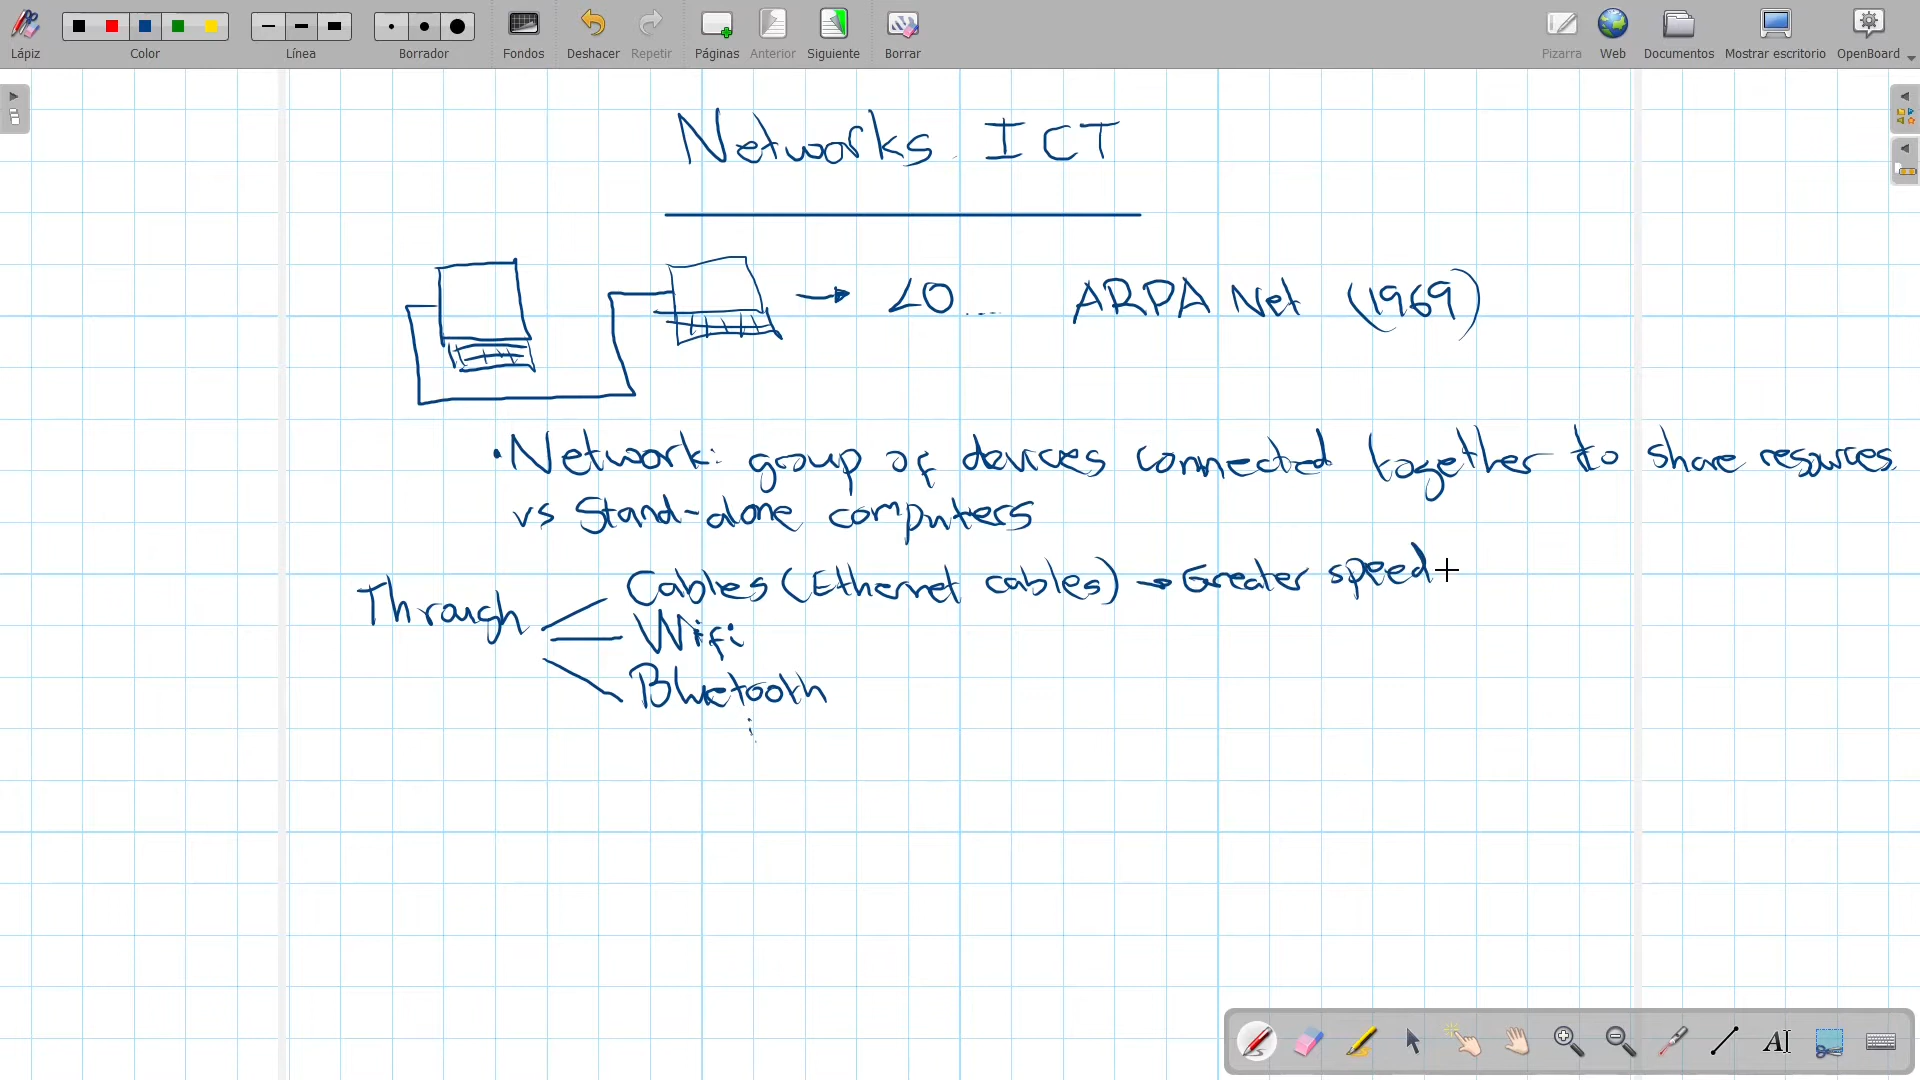 Lápiz Color Línea Borrador Fondos Deshacer Repetir Páginas Anterior Siguiente Borrar Pizarra Web Documentos Mostrar escritorio OpenBoard
Networks ICT
→ LO... ARPA Net (1969)
• Network: group of devices connected together to share resources
vs Stand-alone computers
Through
Cables (Ethernet cables) → Greater speed
Wifi
Bluetooth